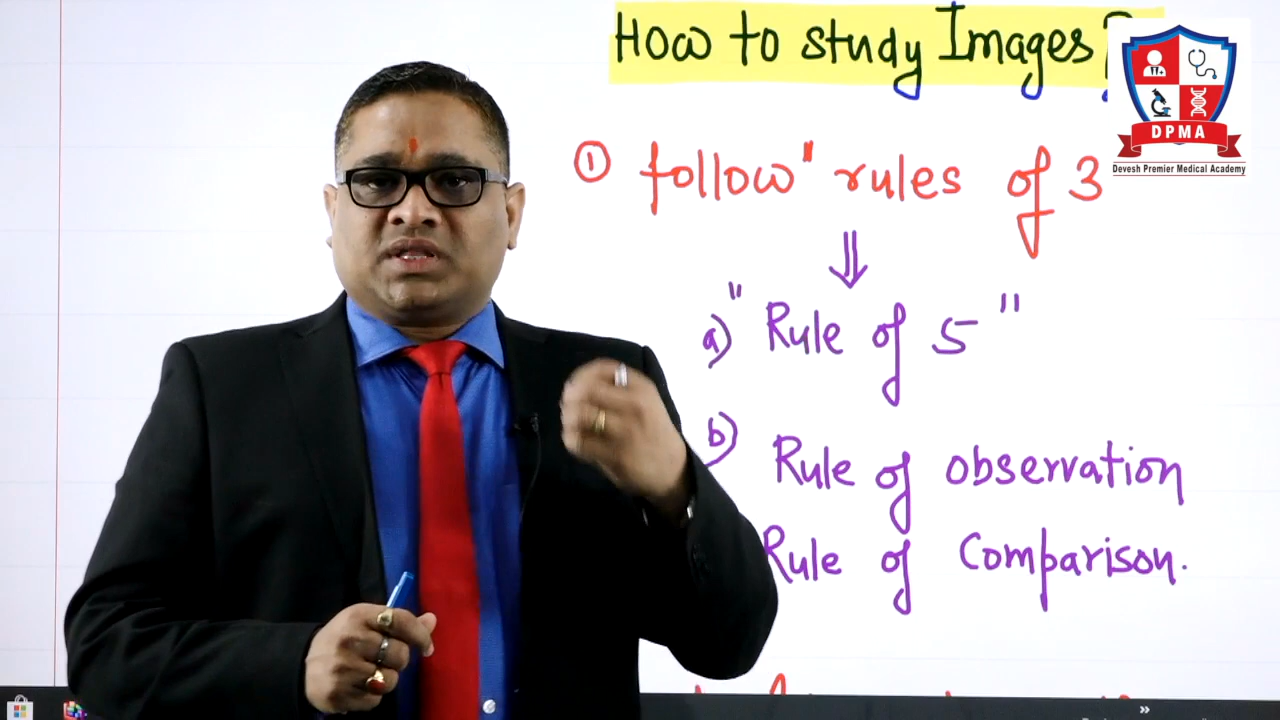 How to study Images?
DPMA
Devesh Premier Medical Academy
① follow " rules of 3
⇓
a) " Rule of 5 "
b) Rule of observation
Rule of Comparison.